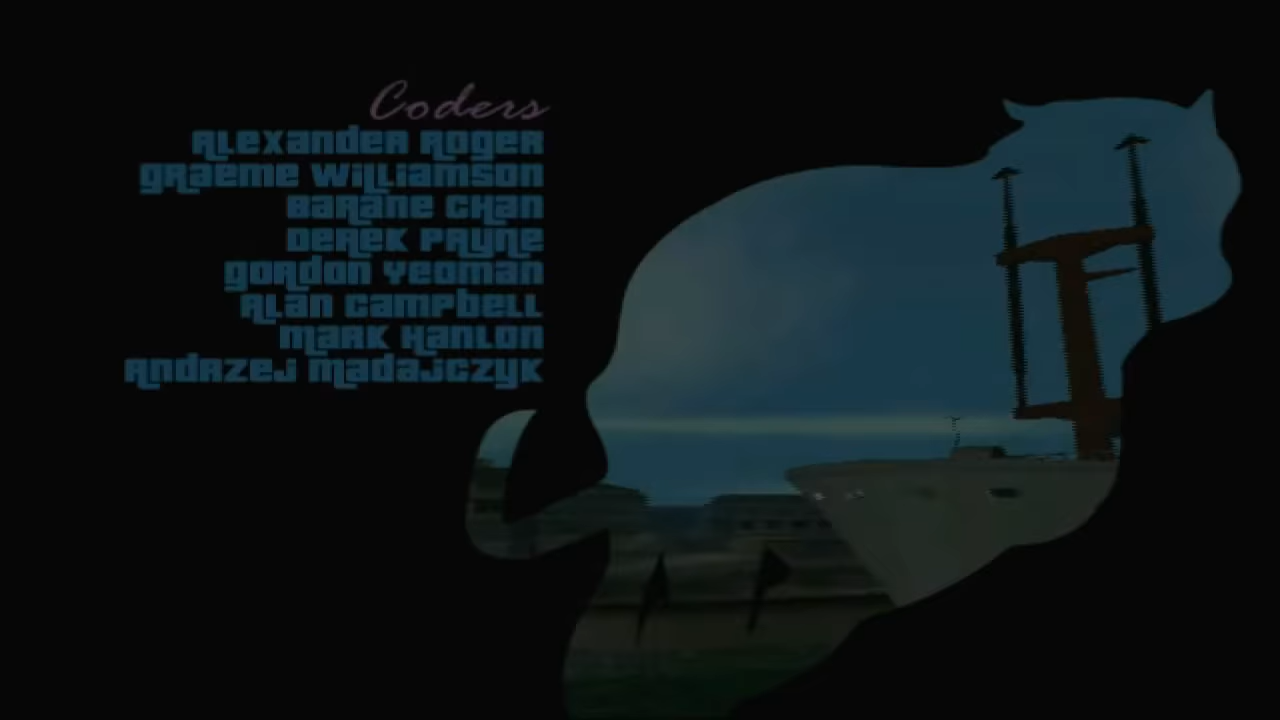 Coders
Alexander Roger
Graeme Williamson
Barane Chan
Derek Payne
Gordon Yeoman
Alan Campbell
Mark Hanlon
Andrzej Madajczyk